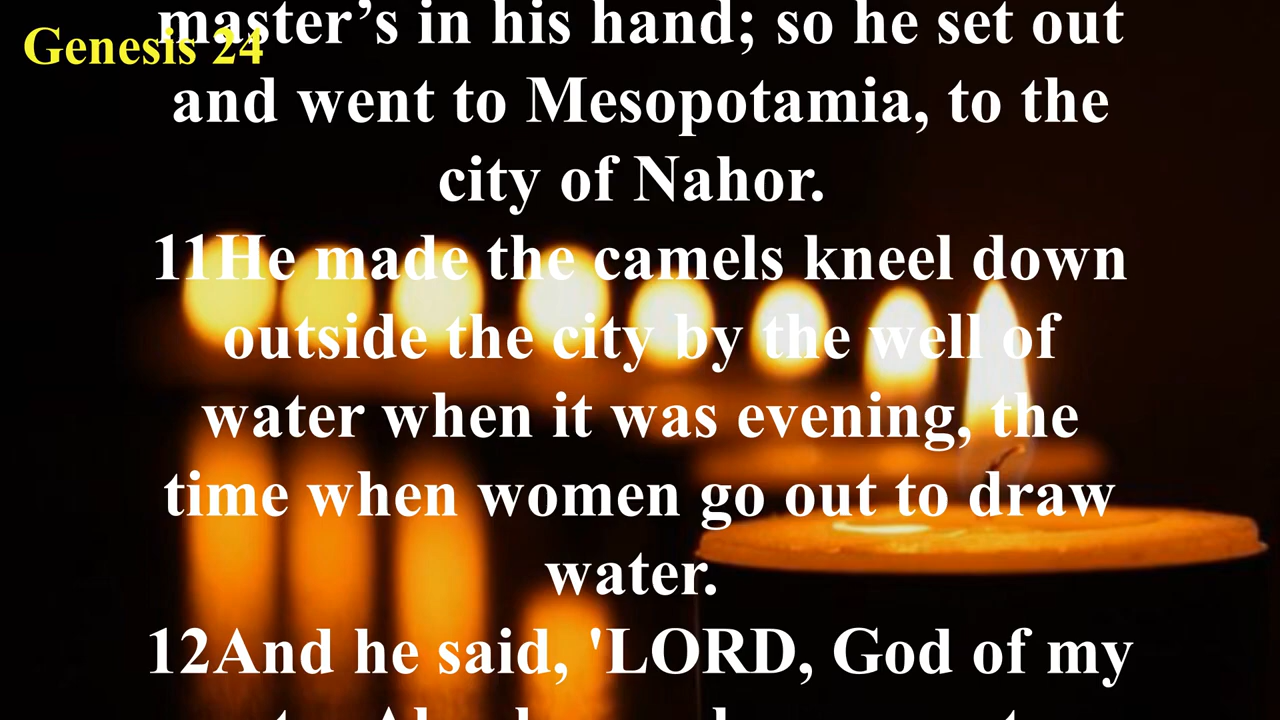 Genesis 24
master’s in his hand; so he set out
and went to Mesopotamia, to the
city of Nahor.
11He made the camels kneel down
outside the city by the well of
water when it was evening, the
time when women go out to draw
water.
12And he said, 'LORD, God of my